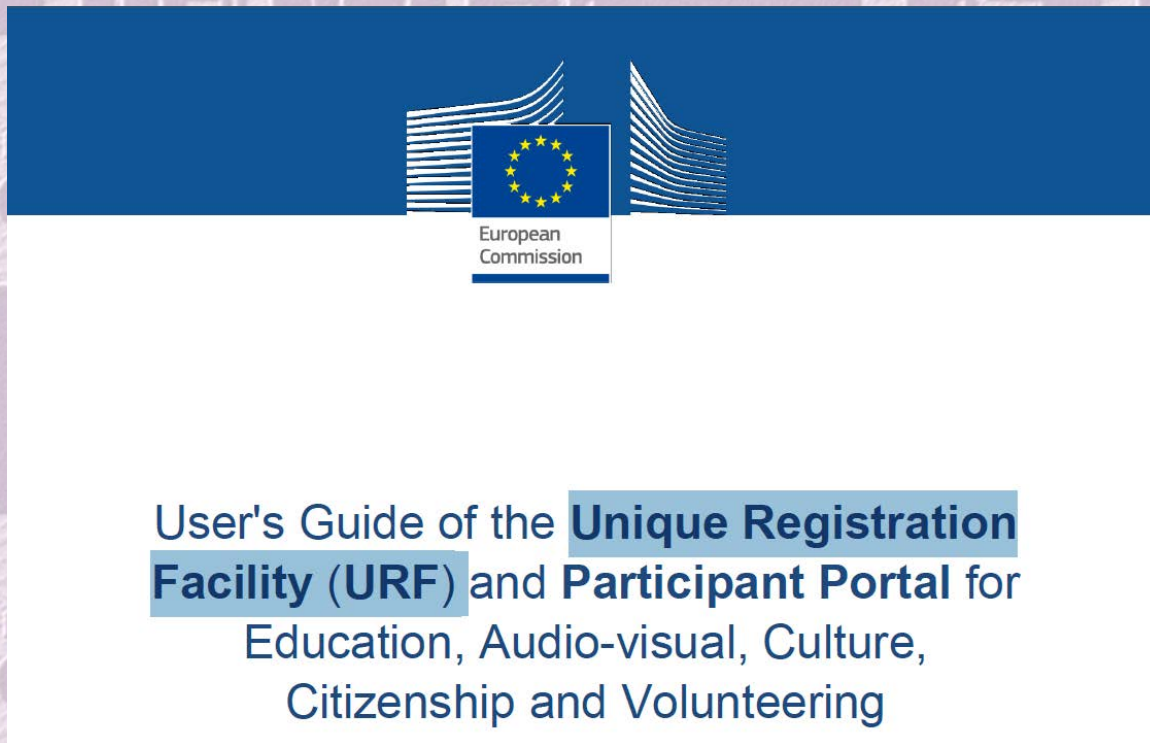 European
Commission
User's Guide of the Unique Registration
Facility (URF) and Participant Portal for
Education, Audio-visual, Culture,
Citizenship and Volunteering